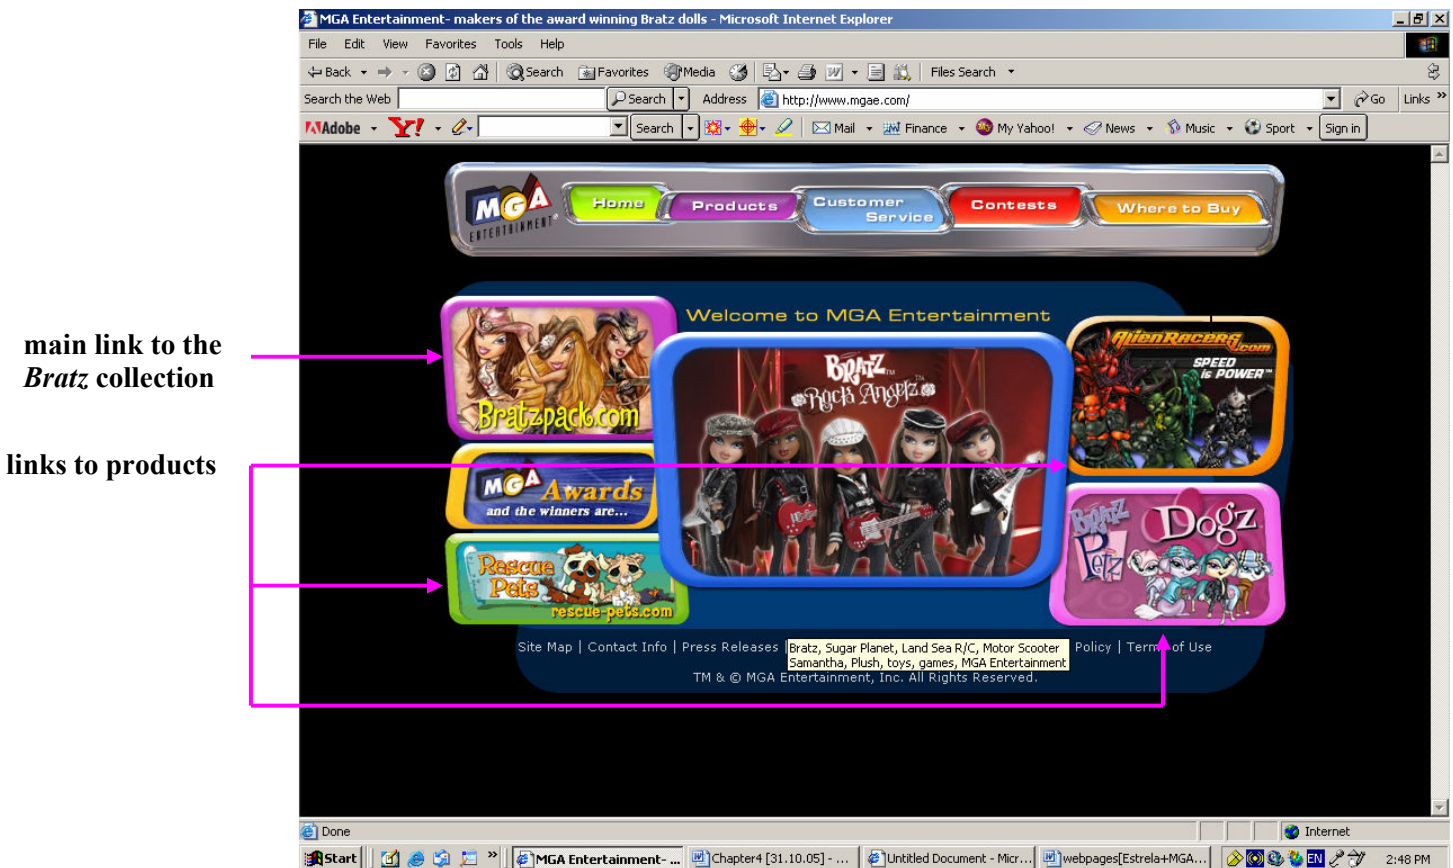 MGA Entertainment- makers of the award winning Bratz dolls - Microsoft Internet Explorer
File Edit View Favorites Tools Help
Back Search Favorites Media Files Search
Search the Web Search Address http://www.mgae.com/ Go Links »
Adobe Y! Search Mail Finance My Yahoo! News Music Sport Sign in
MGA
ENTERTAINMENT
Home
Products
Customer
Service
Contests
Where to Buy
main link to the
Bratz collection
links to products
Welcome to MGA Entertainment
Bratzpack.com
MGA Awards
and the winners are...
Rescue
Pets
rescue-pets.com
BRATZ™
Rock Angelz™
AlienRacers.com
SPEED
is POWER™
BRATZ
Petz
Dogz
Site Map | Contact Info | Press Releases | Policy | Terms of Use
Bratz, Sugar Planet, Land Sea R/C, Motor Scooter
Samantha, Plush, toys, games, MGA Entertainment
TM & © MGA Entertainment, Inc. All Rights Reserved.
Done Internet
Start » MGA Entertainment- ... Chapter4 [31.10.05] - ... Untitled Document - Micr... webpages[Estrela+MGA... EN 2:48 PM